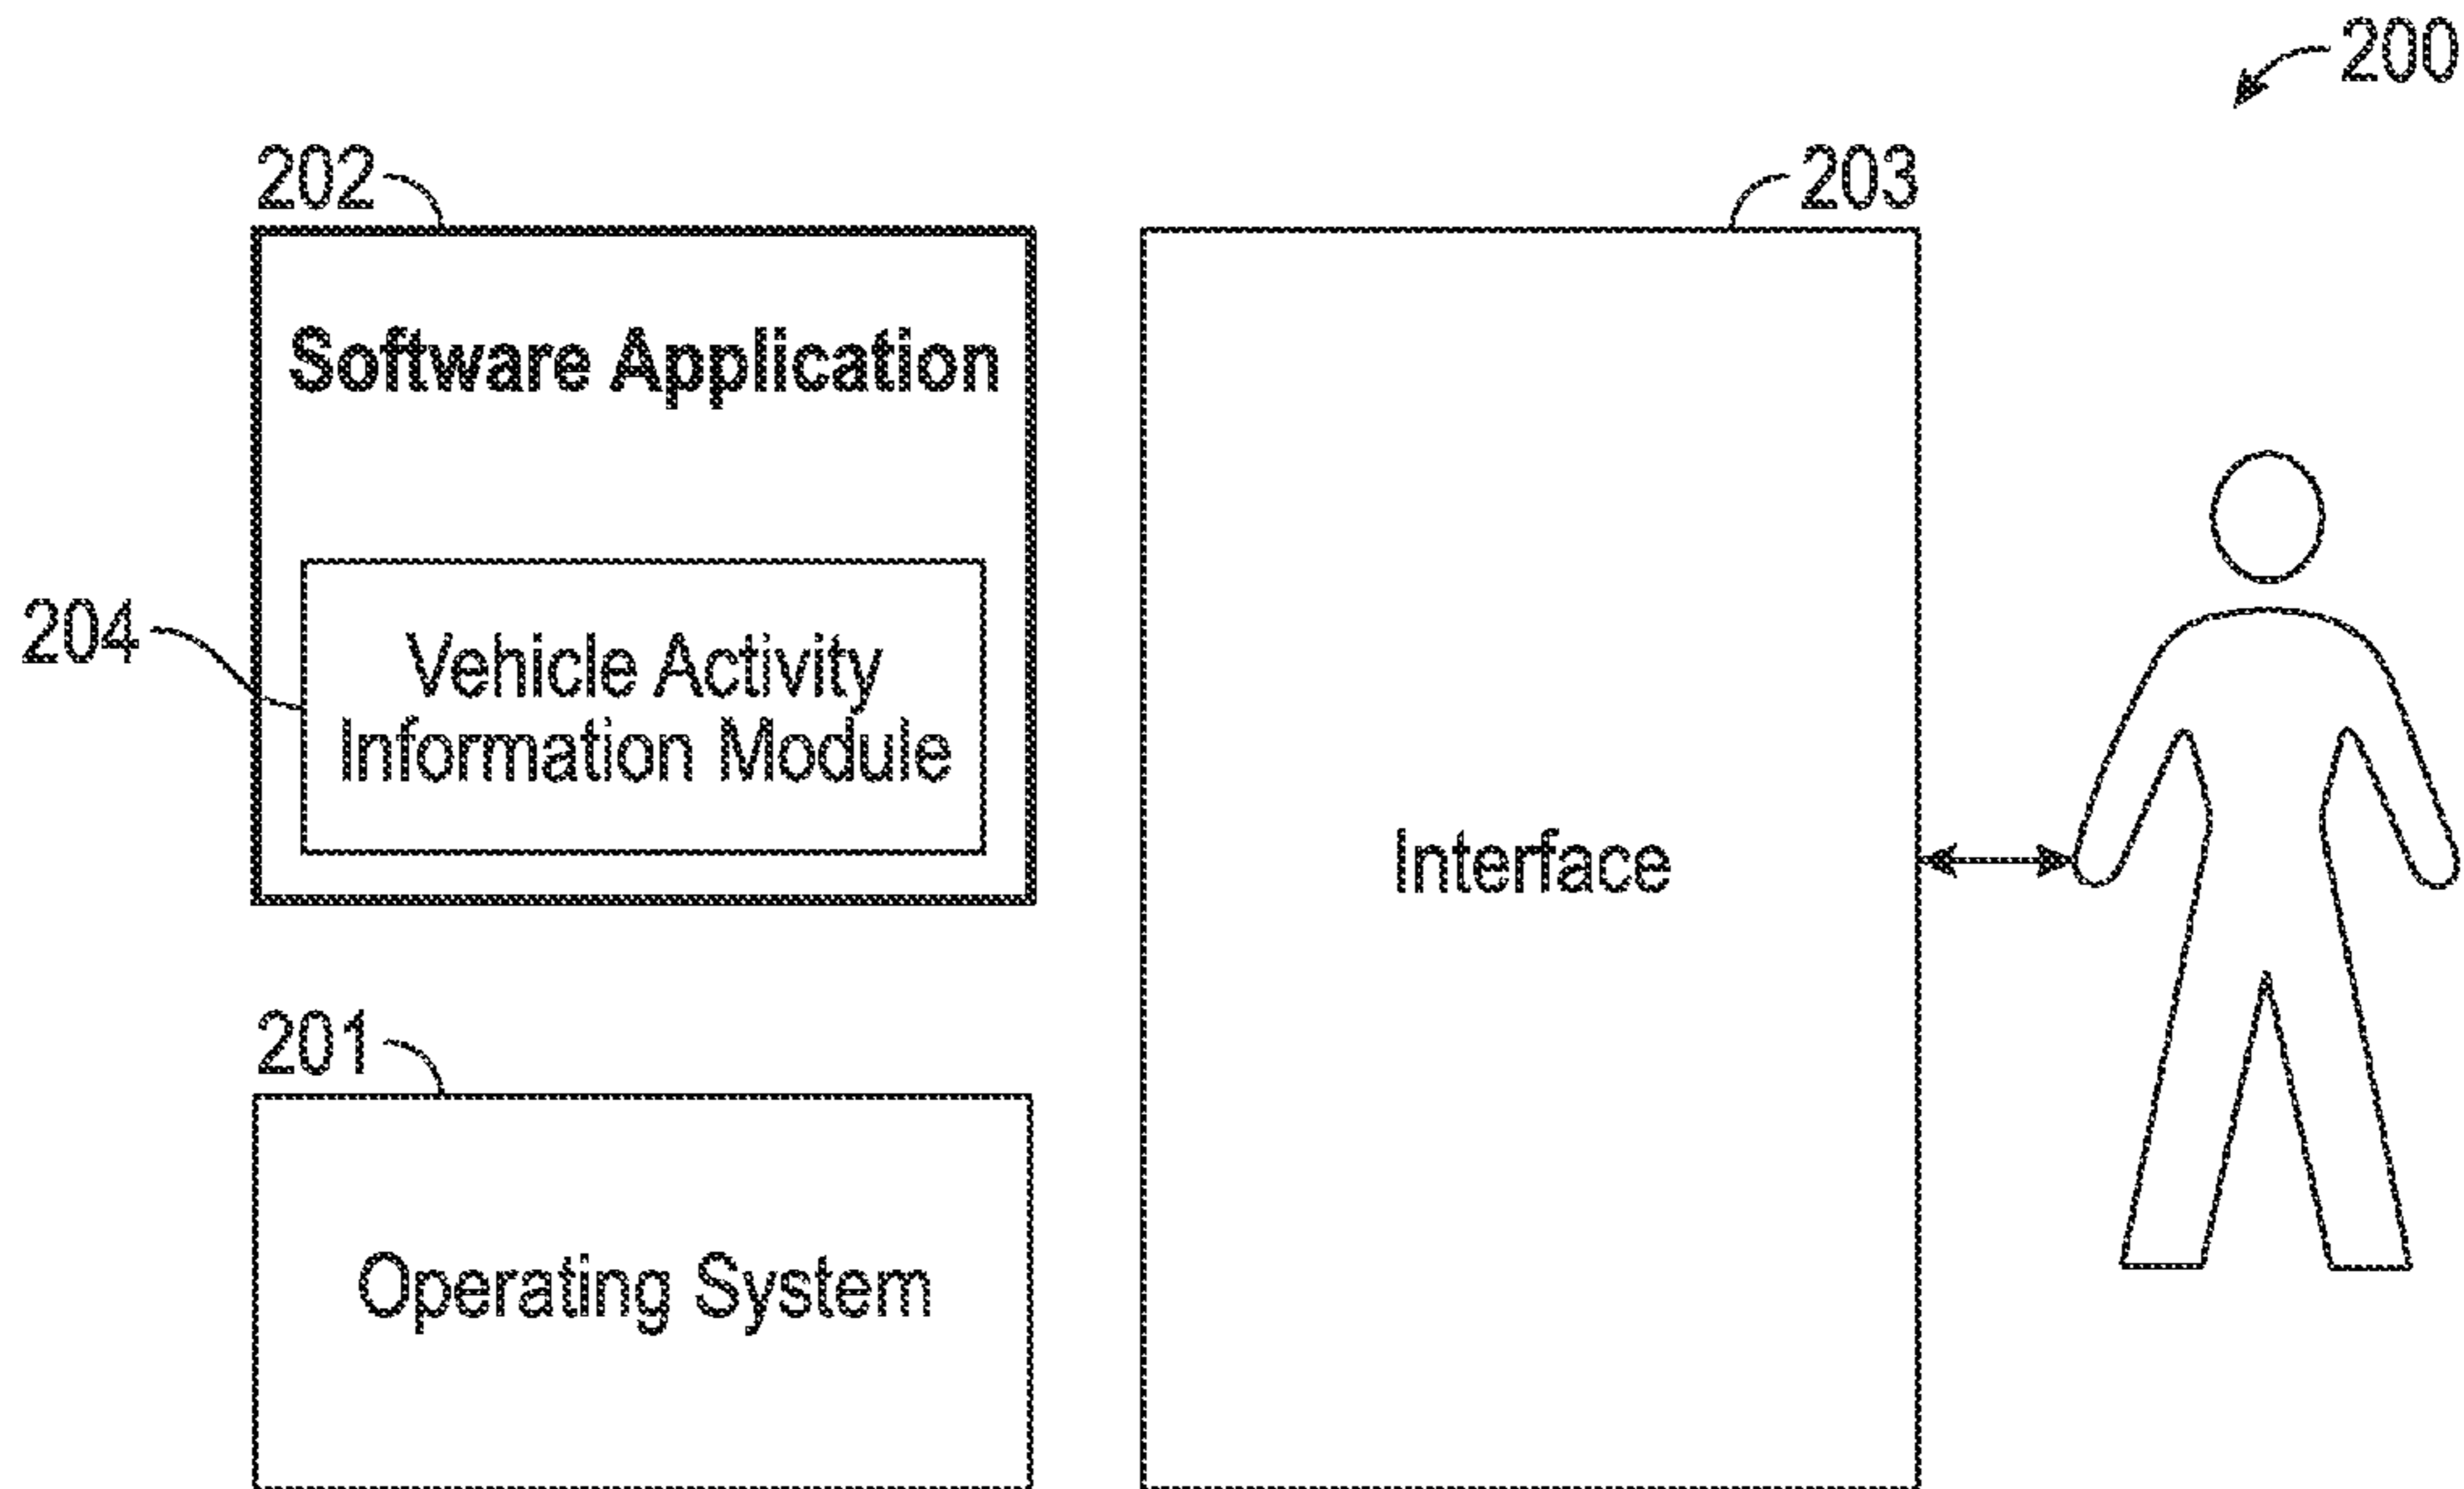 200
202
203
Software Application
204
Vehicle Activity
Information Module
Interface
201
Operating System